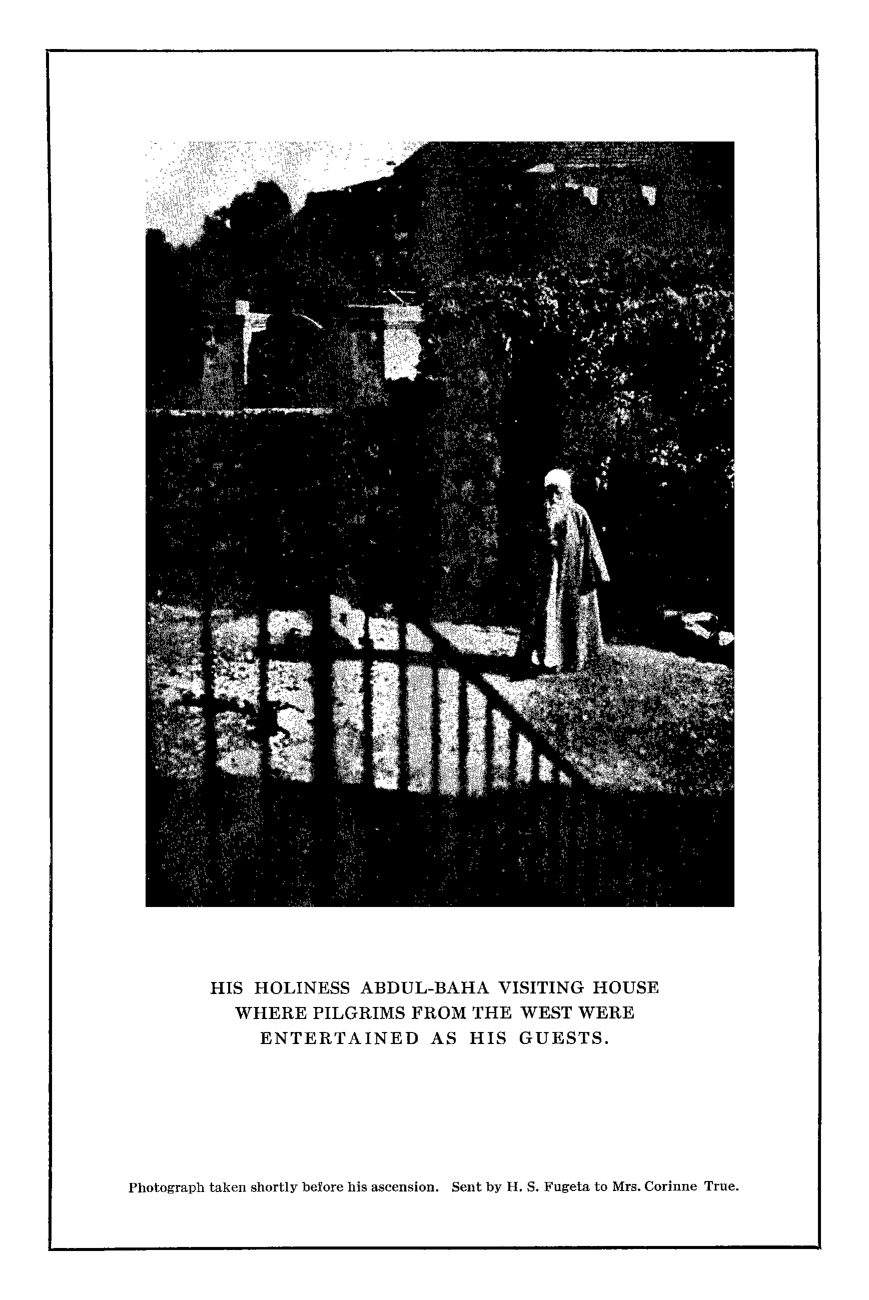 HIS HOLINESS ABDUL-BAHA VISITING HOUSE
WHERE PILGRIMS FROM THE WEST WERE
ENTERTAINED AS HIS GUESTS.
Photograph taken shortly before his ascension. Sent by H. S. Fugeta to Mrs. Corinne True.